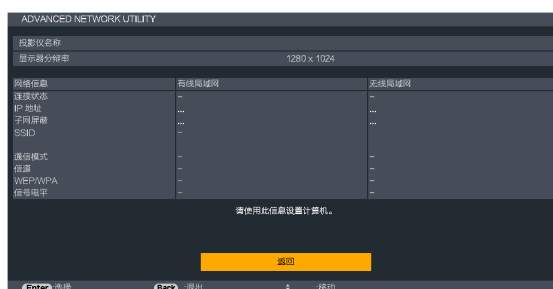 ADVANCED NETWORK UTILITY
投影仪名称
显示器分辩率 1280 x 1024
网络信息 有线局域网 无线局域网
连接状态 – –
IP 地址 ... ...
子网屏蔽 ... ...
SSID –
通信模式 – –
信道 – –
WEP/WPA – –
信号电平 – –
请使用此信息设置计算机。
返回
Enter :选择 Back :退出 :移动